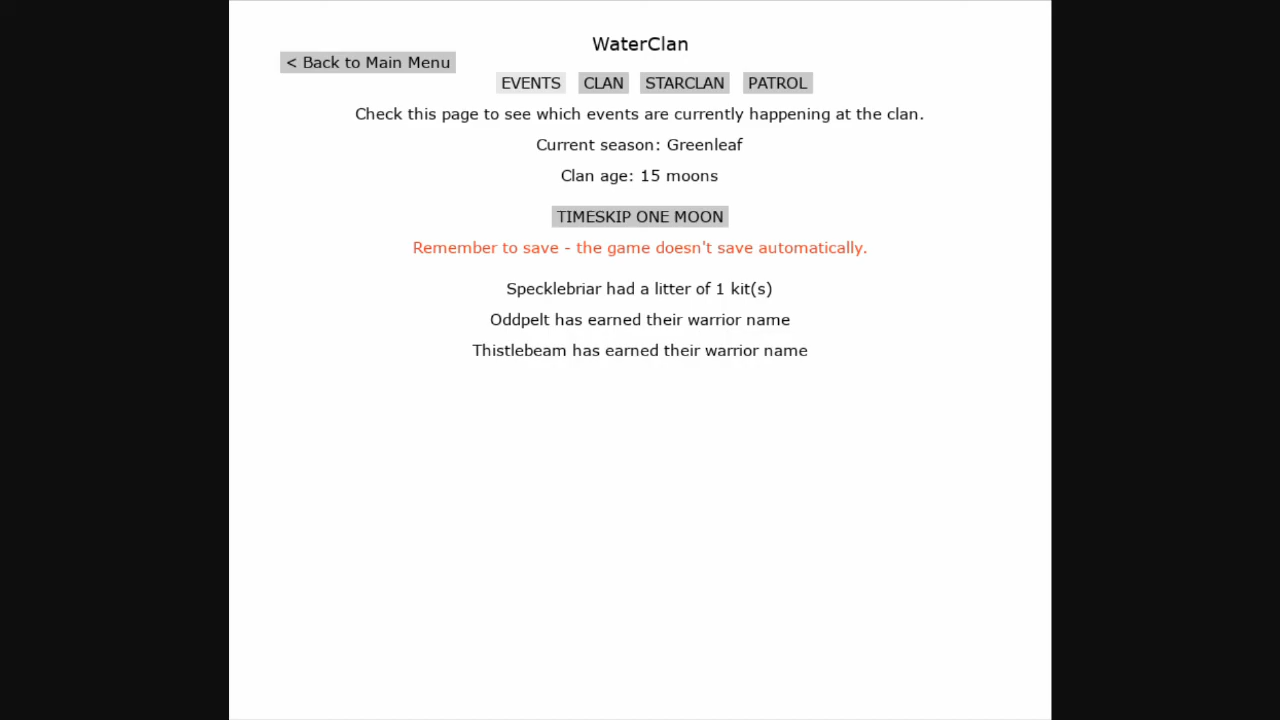 WaterClan
< Back to Main Menu
EVENTS CLAN STARCLAN PATROL
Check this page to see which events are currently happening at the clan.
Current season: Greenleaf
Clan age: 15 moons
TIMESKIP ONE MOON
Remember to save - the game doesn't save automatically.
Specklebriar had a litter of 1 kit(s)
Oddpelt has earned their warrior name
Thistlebeam has earned their warrior name